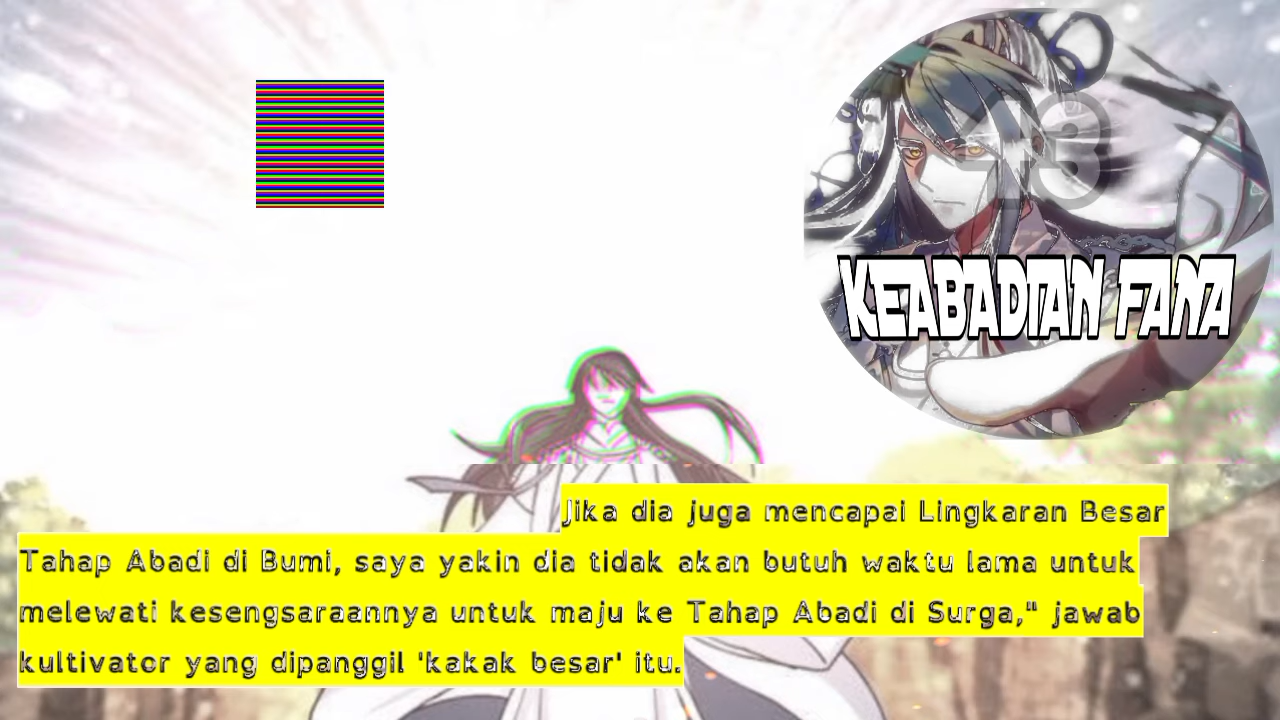 43
KEABADIAN FANA
Jika dia juga mencapai Lingkaran Besar
Tahap Abadi di Bumi, saya yakin dia tidak akan butuh waktu lama untuk
melewati kesengsaraannya untuk maju ke Tahap Abadi di Surga," jawab
kultivator yang dipanggil 'kakak besar' itu.